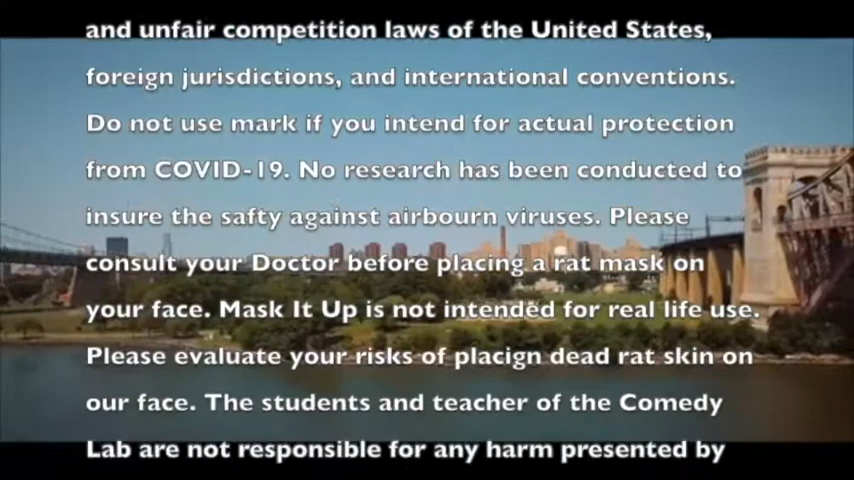 and unfair competition laws of the United States,
foreign jurisdictions, and international conventions.
Do not use mark if you intend for actual protection
from COVID-19. No research has been conducted to
insure the safty against airbourn viruses. Please
consult your Doctor before placing a rat mask on
your face. Mask It Up is not intended for real life use.
Please evaluate your risks of placign dead rat skin on
our face. The students and teacher of the Comedy
Lab are not responsible for any harm presented by